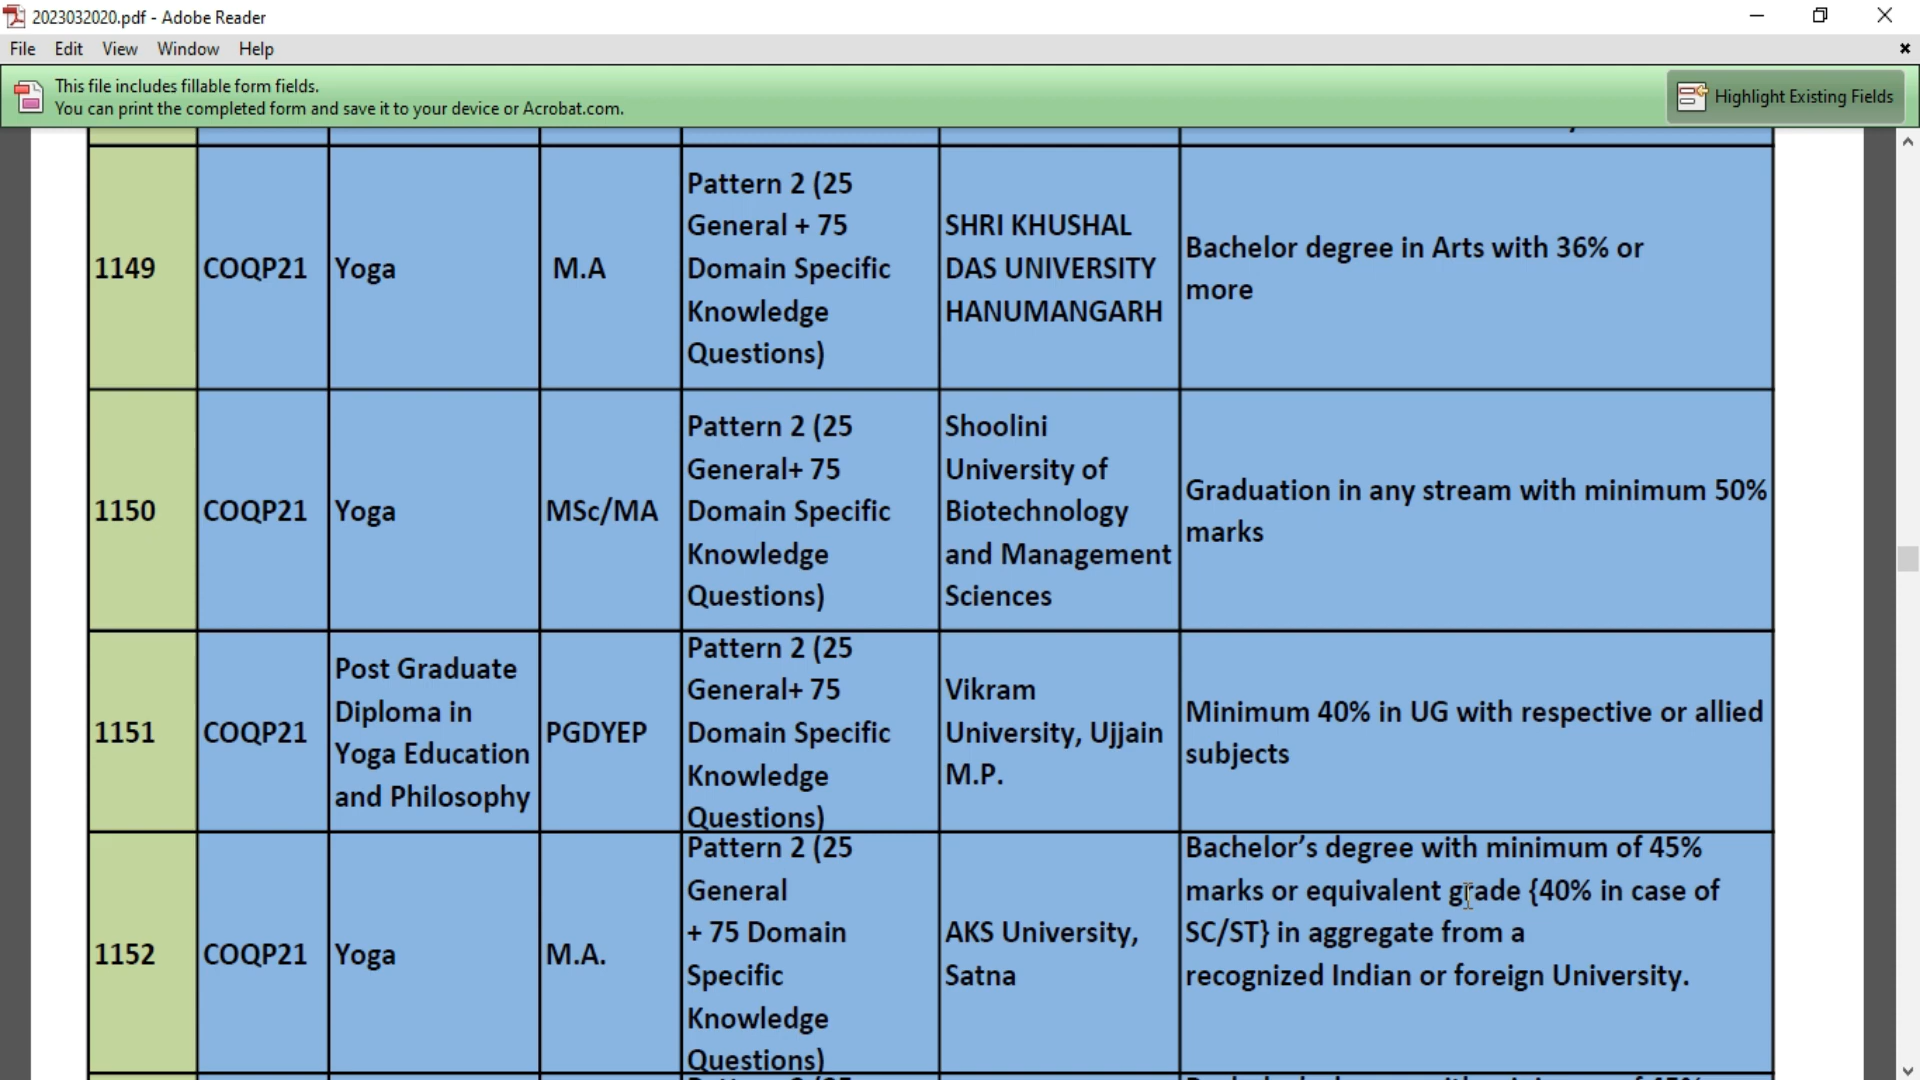 2023032020.pdf - Adobe Reader
File Edit View Window Help
This file includes fillable form fields.
You can print the completed form and save it to your device or Acrobat.com.
Highlight Existing Fields
1149
COQP21
Yoga
M.A
Pattern 2 (25
General + 75
Domain Specific
Knowledge
Questions)
SHRI KHUSHAL
DAS UNIVERSITY
HANUMANGARH
Bachelor degree in Arts with 36% or
more
1150
COQP21
Yoga
MSc/MA
Pattern 2 (25
General+ 75
Domain Specific
Knowledge
Questions)
Shoolini
University of
Biotechnology
and Management
Sciences
Graduation in any stream with minimum 50%
marks
1151
COQP21
Post Graduate
Diploma in
Yoga Education
and Philosophy
PGDYEP
Pattern 2 (25
General+ 75
Domain Specific
Knowledge
Questions)
Vikram
University, Ujjain
M.P.
Minimum 40% in UG with respective or allied
subjects
1152
COQP21
Yoga
M.A.
Pattern 2 (25
General
+ 75 Domain
Specific
Knowledge
Questions)
AKS University,
Satna
Bachelor’s degree with minimum of 45%
marks or equivalent grade {40% in case of
SC/ST} in aggregate from a
recognized Indian or foreign University.